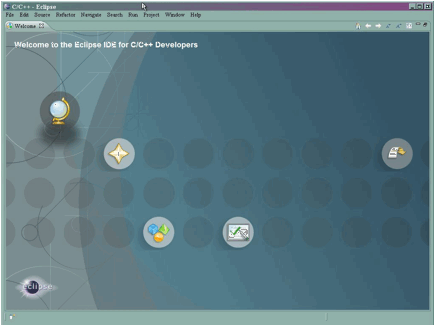 C/C++ - Eclipse
File Edit Source Refactor Navigate Search Run Project Window Help
Welcome
Welcome to the Eclipse IDE for C/C++ Developers
eclipse